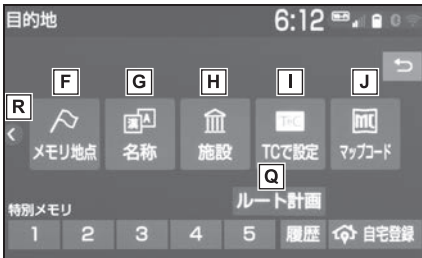 目的地 6:12
F G H I J
R
メモリ地点 名称 施設 TCで設定 マップコード
Q
ルート計画
特別メモリ
1 2 3 4 5 履歴 自宅登録